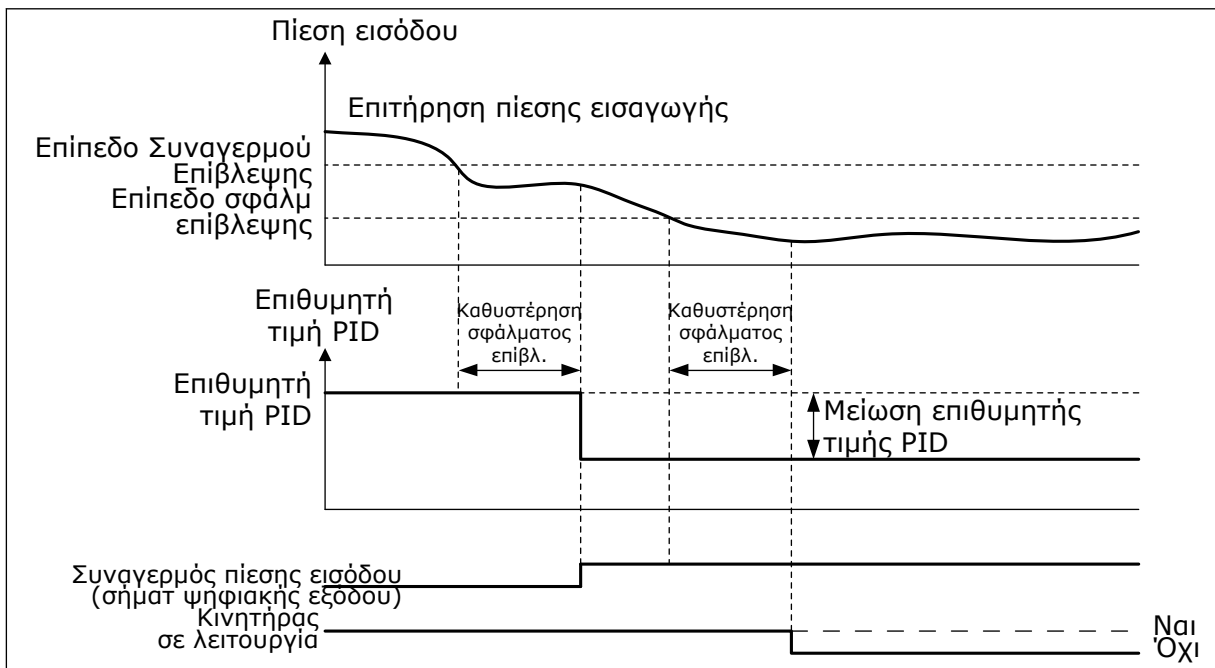 Πίεση εισόδου
Επιτήρηση πίεσης εισαγωγής
Επίπεδο Συναγερμού
Επίβλεψης
Επίπεδο σφάλμ
επίβλεψης
Επιθυμητή
τιμή PID
Καθυστέρηση
σφάλματος
επίβλ.
Καθυστέρηση
σφάλματος
επίβλ.
Επιθυμητή
τιμή PID
Μείωση επιθυμητής
τιμής PID
Συναγερμός πίεσης εισόδου
(σήματ ψηφιακής εξόδου)
Κινητήρας
σε λειτουργία
Ναι
Όχι